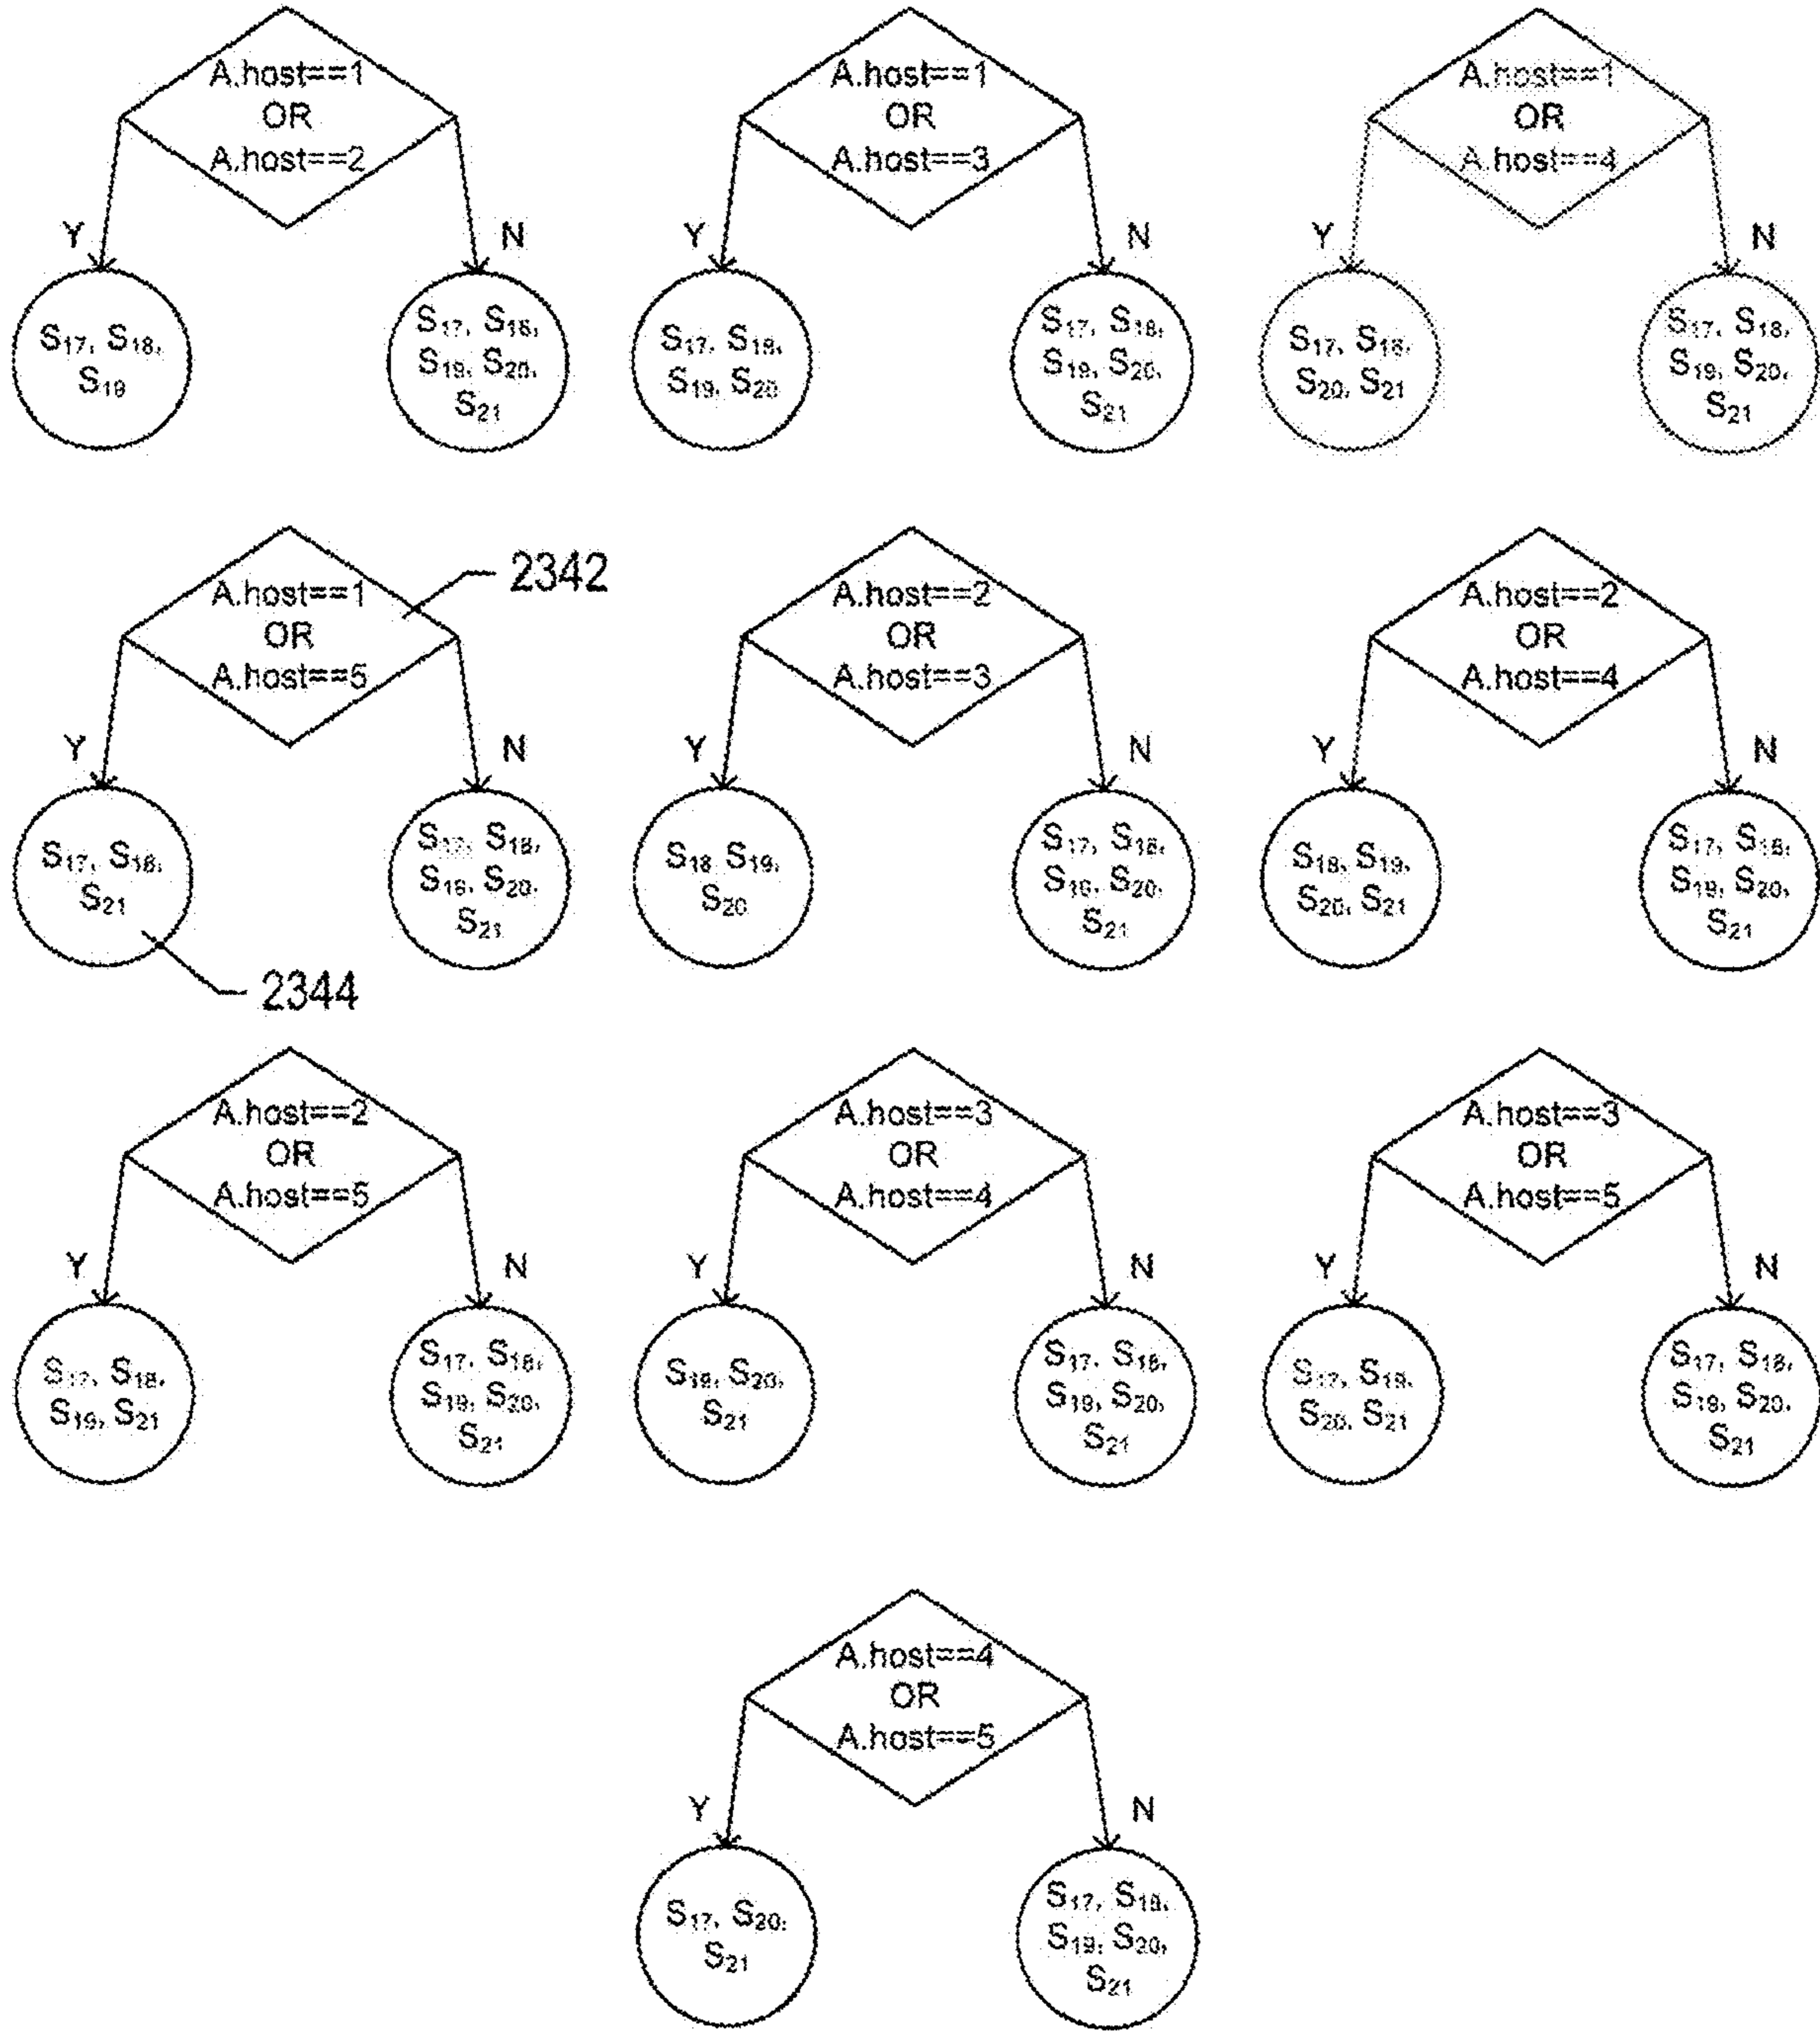 A.host==1
OR
A.host==2
Y
N
S17, S18,
S19
S17, S18,
S19, S20,
S21
A.host==1
OR
A.host==3
Y
N
S17, S18,
S19, S20
S17, S18,
S19, S20,
S21
A.host==1
OR
A.host==4
Y
N
S17, S18,
S20, S21
S17, S18,
S19, S20,
S21
A.host==1
OR
A.host==5
2342
Y
N
S17, S18,
S21
2344
S17, S18,
S19, S20,
S21
A.host==2
OR
A.host==3
Y
N
S18 S19,
S20
S17, S18,
S19, S20,
S21
A.host==2
OR
A.host==4
Y
N
S18, S19,
S20, S21
S17, S18,
S19, S20,
S21
A.host==2
OR
A.host==5
Y
N
S17, S18,
S19, S21
S17, S18,
S19, S20,
S21
A.host==3
OR
A.host==4
Y
N
S19, S20,
S21
S17, S18,
S19, S20,
S21
A.host==3
OR
A.host==5
Y
N
S17, S19,
S20, S21
S17, S18,
S19, S20,
S21
A.host==4
OR
A.host==5
Y
N
S17, S20,
S21
S17, S18,
S19, S20,
S21